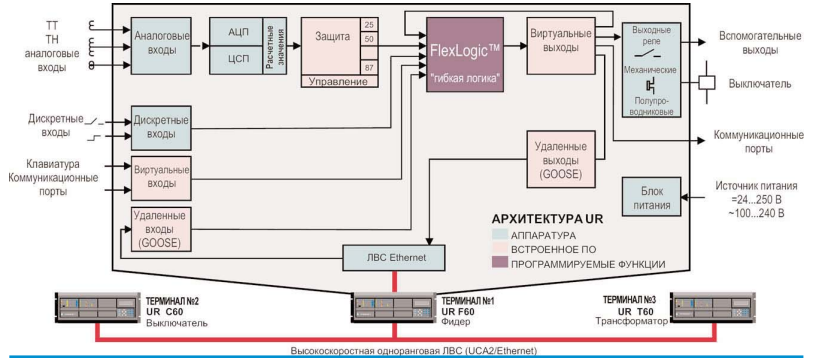 ТТ
ТН
аналоговые
входы
Аналоговые
входы
АЦП
ЦСП
Расчетные
значения
Защита
25
50
87
Управление
FlexLogic™
"гибкая логика"
Виртуальные
выходы
Выходные
реле
Механические
Полупро-
водниковые
Вспомогательные
выходы
Выключатель
Дискретные
входы
Дискретные
входы
Клавиатура
Коммуникационные
порты
Виртуальные
входы
Удаленные
выходы
(GOOSE)
Коммуникационные
порты
Удаленные
входы
(GOOSE)
Блок
питания
Источник питания
=24...250 В
~100...240 В
АРХИТЕКТУРА UR
АППАРАТУРА
ВСТРОЕННОЕ ПО
ПРОГРАММИРУЕМЫЕ ФУНКЦИИ
ЛВС Ethernet
ТЕРМИНАЛ №2
UR C60
Выключатель
ТЕРМИНАЛ №1
UR F60
Фидер
ТЕРМИНАЛ №3
UR T60
Трансформатор
Высокоскоростная одноранговая ЛВС (UCA2/Ethernet)